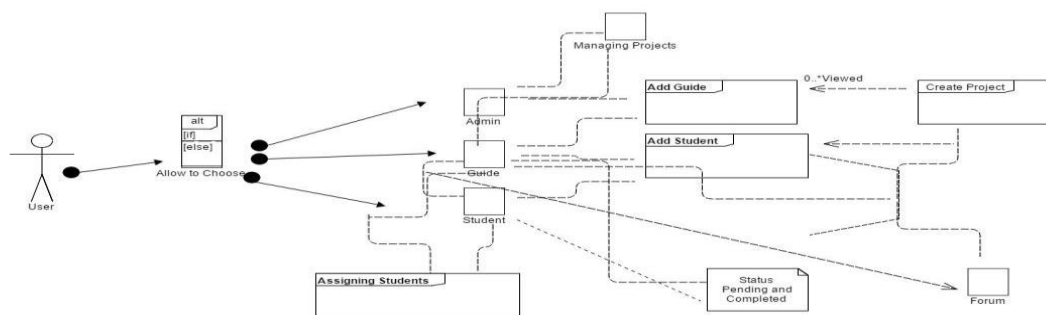 Managing Projects
0..*Viewed
Add Guide
Create Project
Admin
alt
[if]
[else]
Add Student
Allow to Choose
Guide
User
Student
Assigning Students
Status
Pending and
Completed
Forum